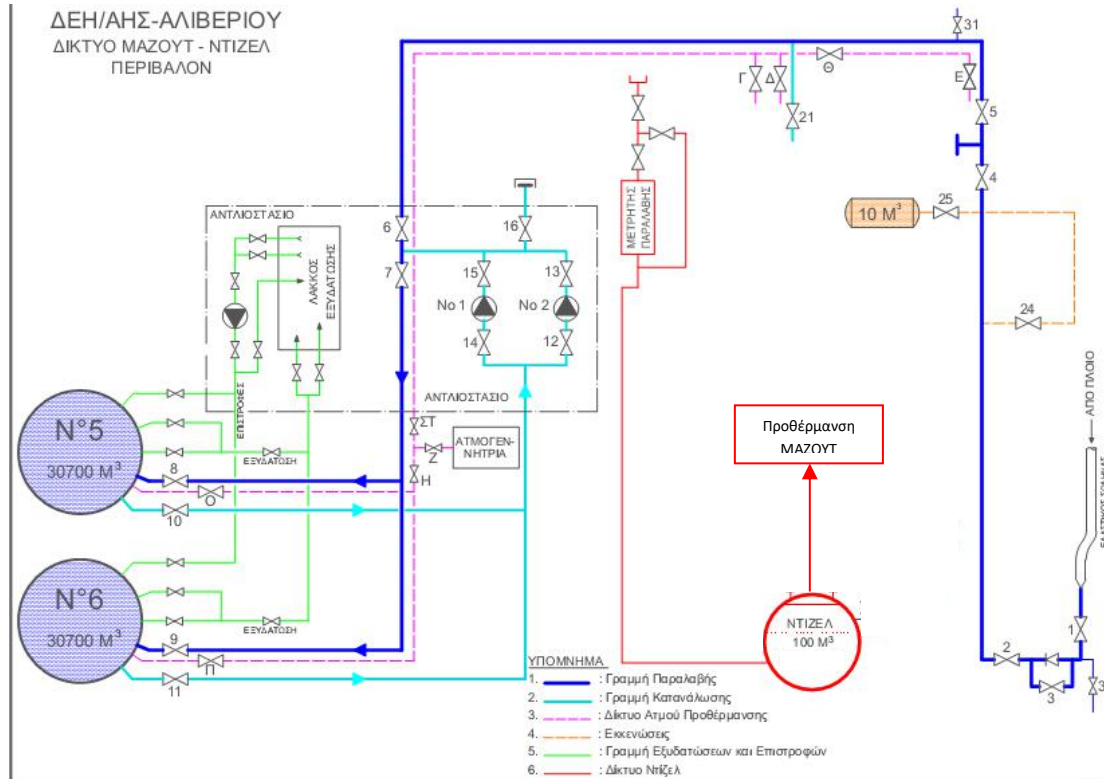 ΔΕΗ/ΑΗΣ-ΑΛΙΒΕΡΙΟΥ
ΔΙΚΤΥΟ ΜΑΖΟΥΤ - ΝΤΙΖΕΛ
ΠΕΡΙΒΑΛΟΝ
31
Γ
Δ
Θ
Ε
21
5
4
25
10 Μ³
24
ΜΕΤΡΗΤΗΣ
ΠΑΡΑΛΑΒΗΣ
ΑΝΤΛΙΟΣΤΑΣΙΟ
6
16
7
15
13
Νο 1
Νο 2
14
12
ΛΑΚΚΟΣ
ΕΞΥΔΑΤΩΣΗΣ
ΑΝΤΛΙΟΣΤΑΣΙΟ
ΕΠΙΣΤΡΟΦΕΣ
ΣΤ
Ζ
ΑΤΜΟΓΕΝ-
ΝΗΤΡΙΑ
Η
Ν°5
30700 Μ³
ΕΞΥΔΑΤΩΣΗ
8
Ο
10
Ν°6
30700 Μ³
ΕΞΥΔΑΤΩΣΗ
9
Π
11
Προθέρμανση
ΜΑΖΟΥΤ
ΝΤΙΖΕΛ
100 Μ³
ΑΠΟ ΠΛΟΙΟ
1
2
3
3
ΥΠΟΜΝΗΜΑ
1. : Γραμμή Παραλαβής
2. : Γραμμή Κατανάλωσης
3. : Δίκτυο Ατμού Προθέρμανσης
4. : Εκκενώσεις
5. : Γραμμή Εξυδατώσεων και Επιστροφών
6. : Δίκτυο Ντίζελ